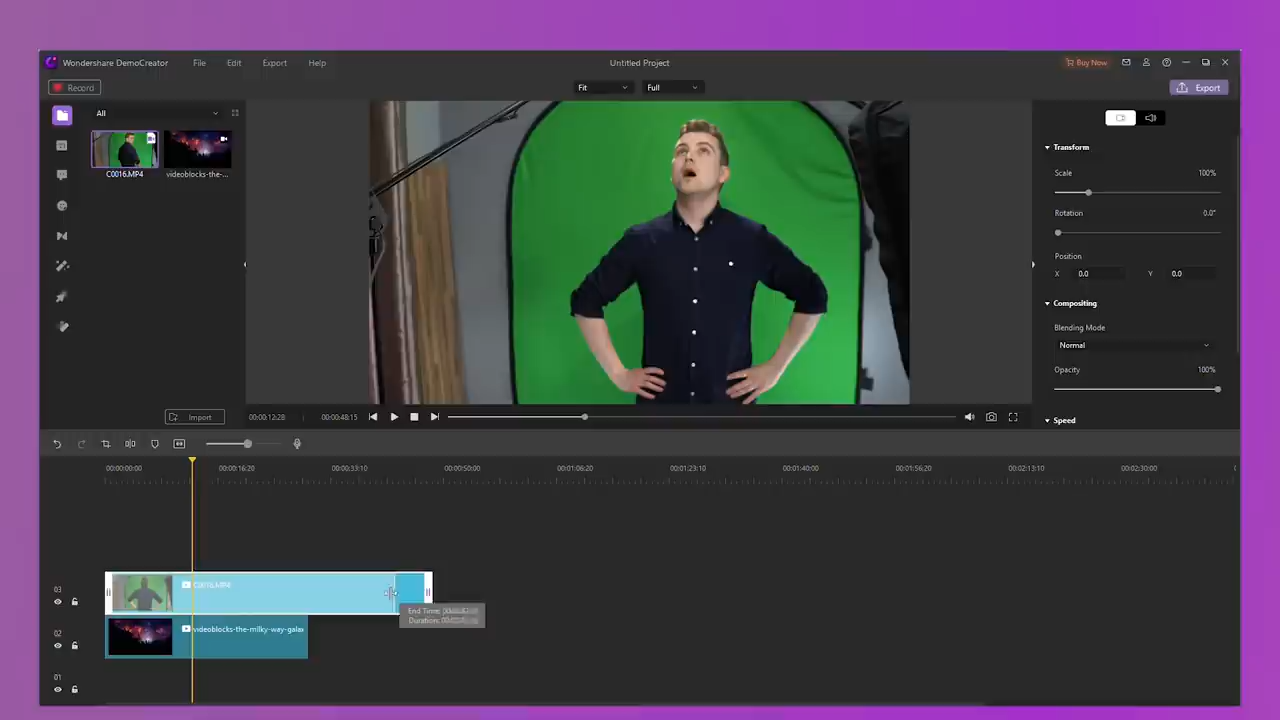 Wondershare DemoCreator File Edit Export Help Untitled Project Buy Now
Record Fit Full Export
All
C0016.MP4 videoblocks-the-...
Transform
Scale 100%
Rotation 0.0°
Position
X 0.0 Y 0.0
Compositing
Blending Mode
Normal
Opacity 100%
Speed
Import 00:00:12:28 00:00:48:15
00:00:00:00 00:00:16:20 00:00:33:10 00:00:50:00 00:01:06:20 00:01:23:10 00:01:40:00 00:01:56:20 00:02:13:10 00:02:30:00
03 C0016.MP4
End Time:
Duration:
02 videoblocks-the-milky-way-galax
01